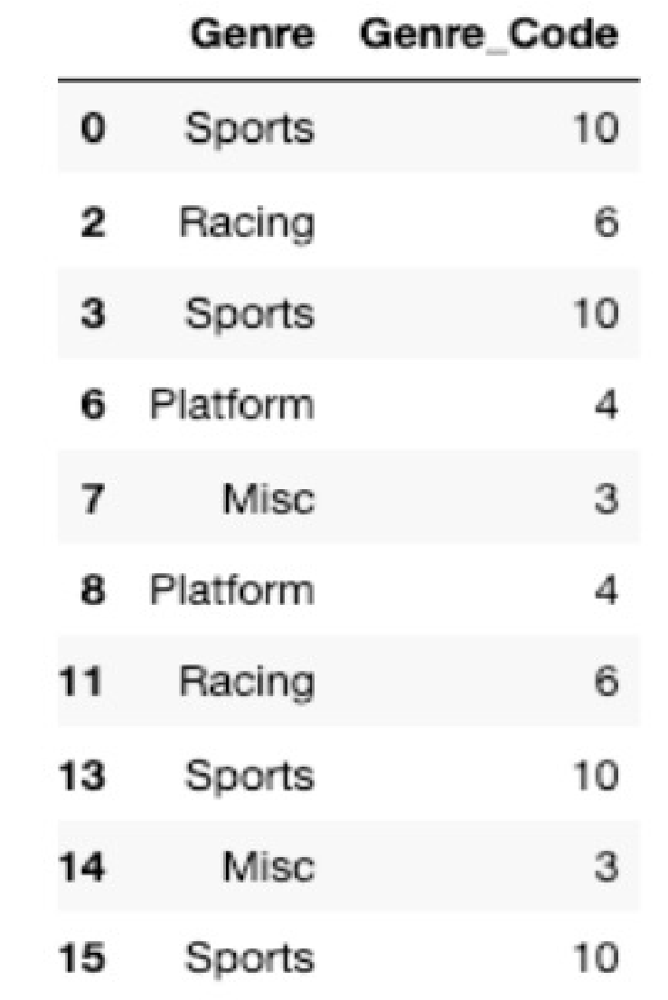 Genre Genre_Code
0 Sports 10
2 Racing 6
3 Sports 10
6 Platform 4
7 Misc 3
8 Platform 4
11 Racing 6
13 Sports 10
14 Misc 3
15 Sports 10